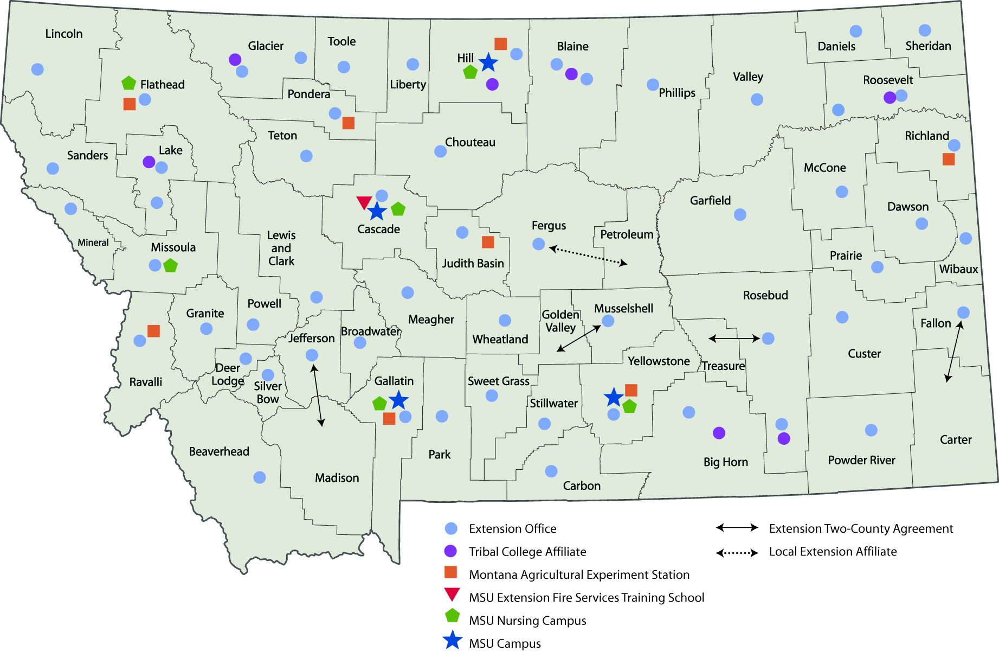 Lincoln
Glacier
Toole
Hill
Blaine
Daniels
Sheridan
Flathead
Pondera
Liberty
Phillips
Valley
Roosevelt
Sanders
Lake
Teton
Chouteau
McCone
Richland
Mineral
Missoula
Lewis
and
Clark
Cascade
Judith Basin
Fergus
Petroleum
Garfield
Dawson
Prairie
Wibaux
Ravalli
Granite
Powell
Deer
Lodge
Silver
Bow
Jefferson
Broadwater
Meagher
Wheatland
Golden
Valley
Musselshell
Rosebud
Treasure
Custer
Fallon
Beaverhead
Madison
Gallatin
Park
Sweet Grass
Stillwater
Yellowstone
Carbon
Big Horn
Powder River
Carter
Extension Office
Tribal College Affiliate
Montana Agricultural Experiment Station
MSU Extension Fire Services Training School
MSU Nursing Campus
MSU Campus
Extension Two-County Agreement
Local Extension Affiliate